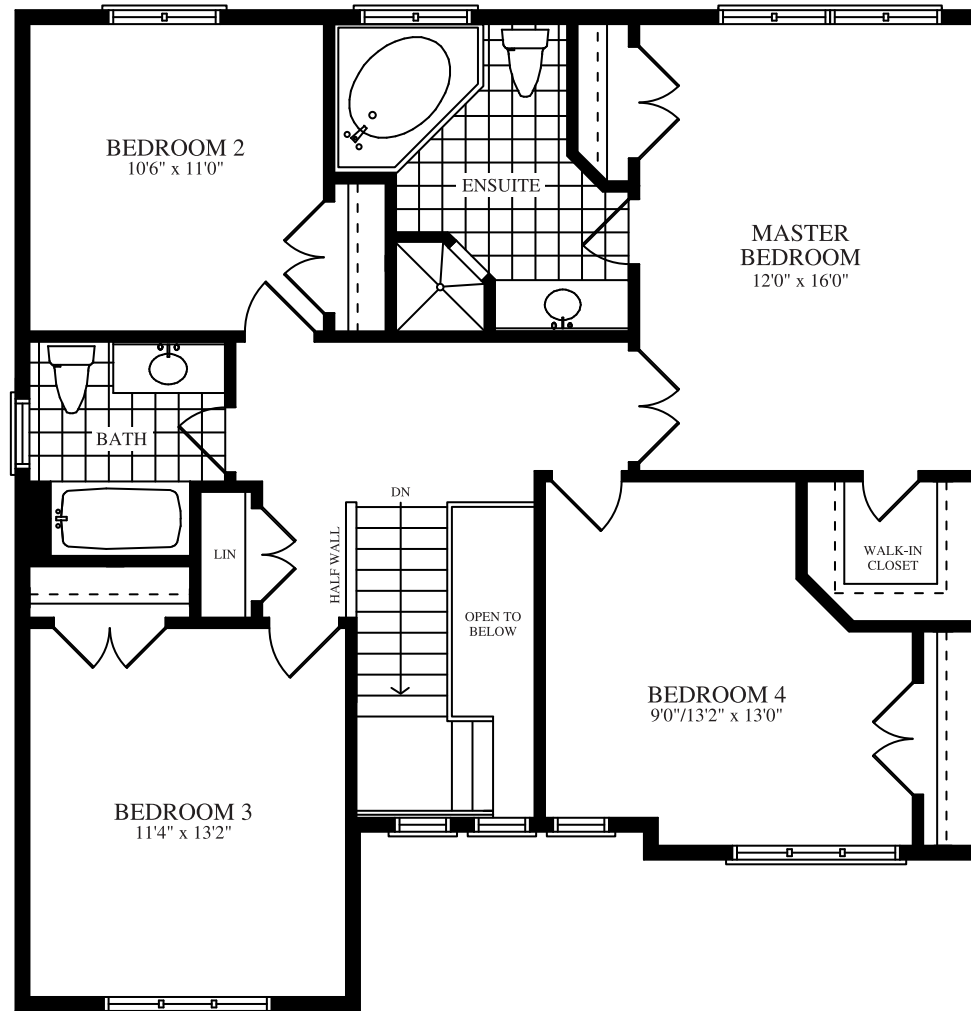 BEDROOM 2
10'6" x 11'0"
ENSUITE
MASTER
BEDROOM
12'0" x 16'0"
BATH
DN
LIN
HALF WALL
OPEN TO
BELOW
WALK-IN
CLOSET
BEDROOM 4
9'0"/13'2" x 13'0"
BEDROOM 3
11'4" x 13'2"